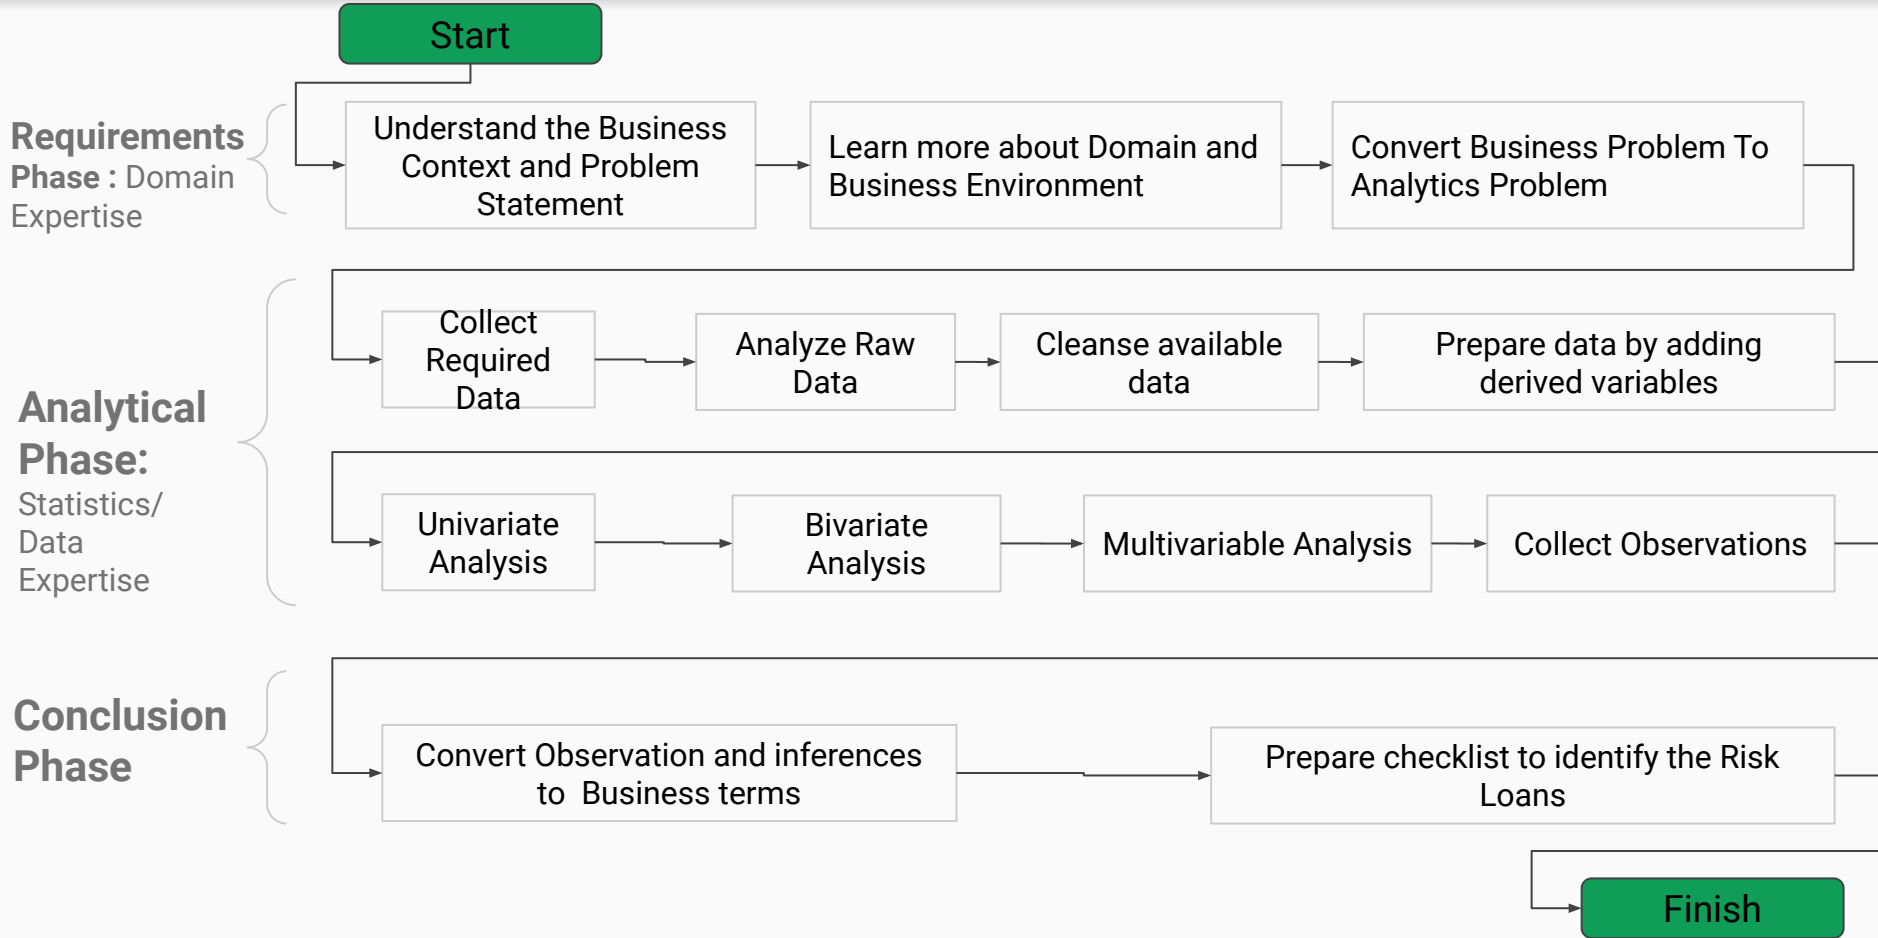 Start
Requirements
Phase : Domain
Expertise
Understand the Business
Context and Problem
Statement
Learn more about Domain and
Business Environment
Convert Business Problem To
Analytics Problem
Analytical
Phase:
Statistics/
Data
Expertise
Collect
Required
Data
Analyze Raw
Data
Cleanse available
data
Prepare data by adding
derived variables
Univariate
Analysis
Bivariate
Analysis
Multivariable Analysis
Collect Observations
Conclusion
Phase
Convert Observation and inferences
to  Business terms
Prepare checklist to identify the Risk
Loans
Finish